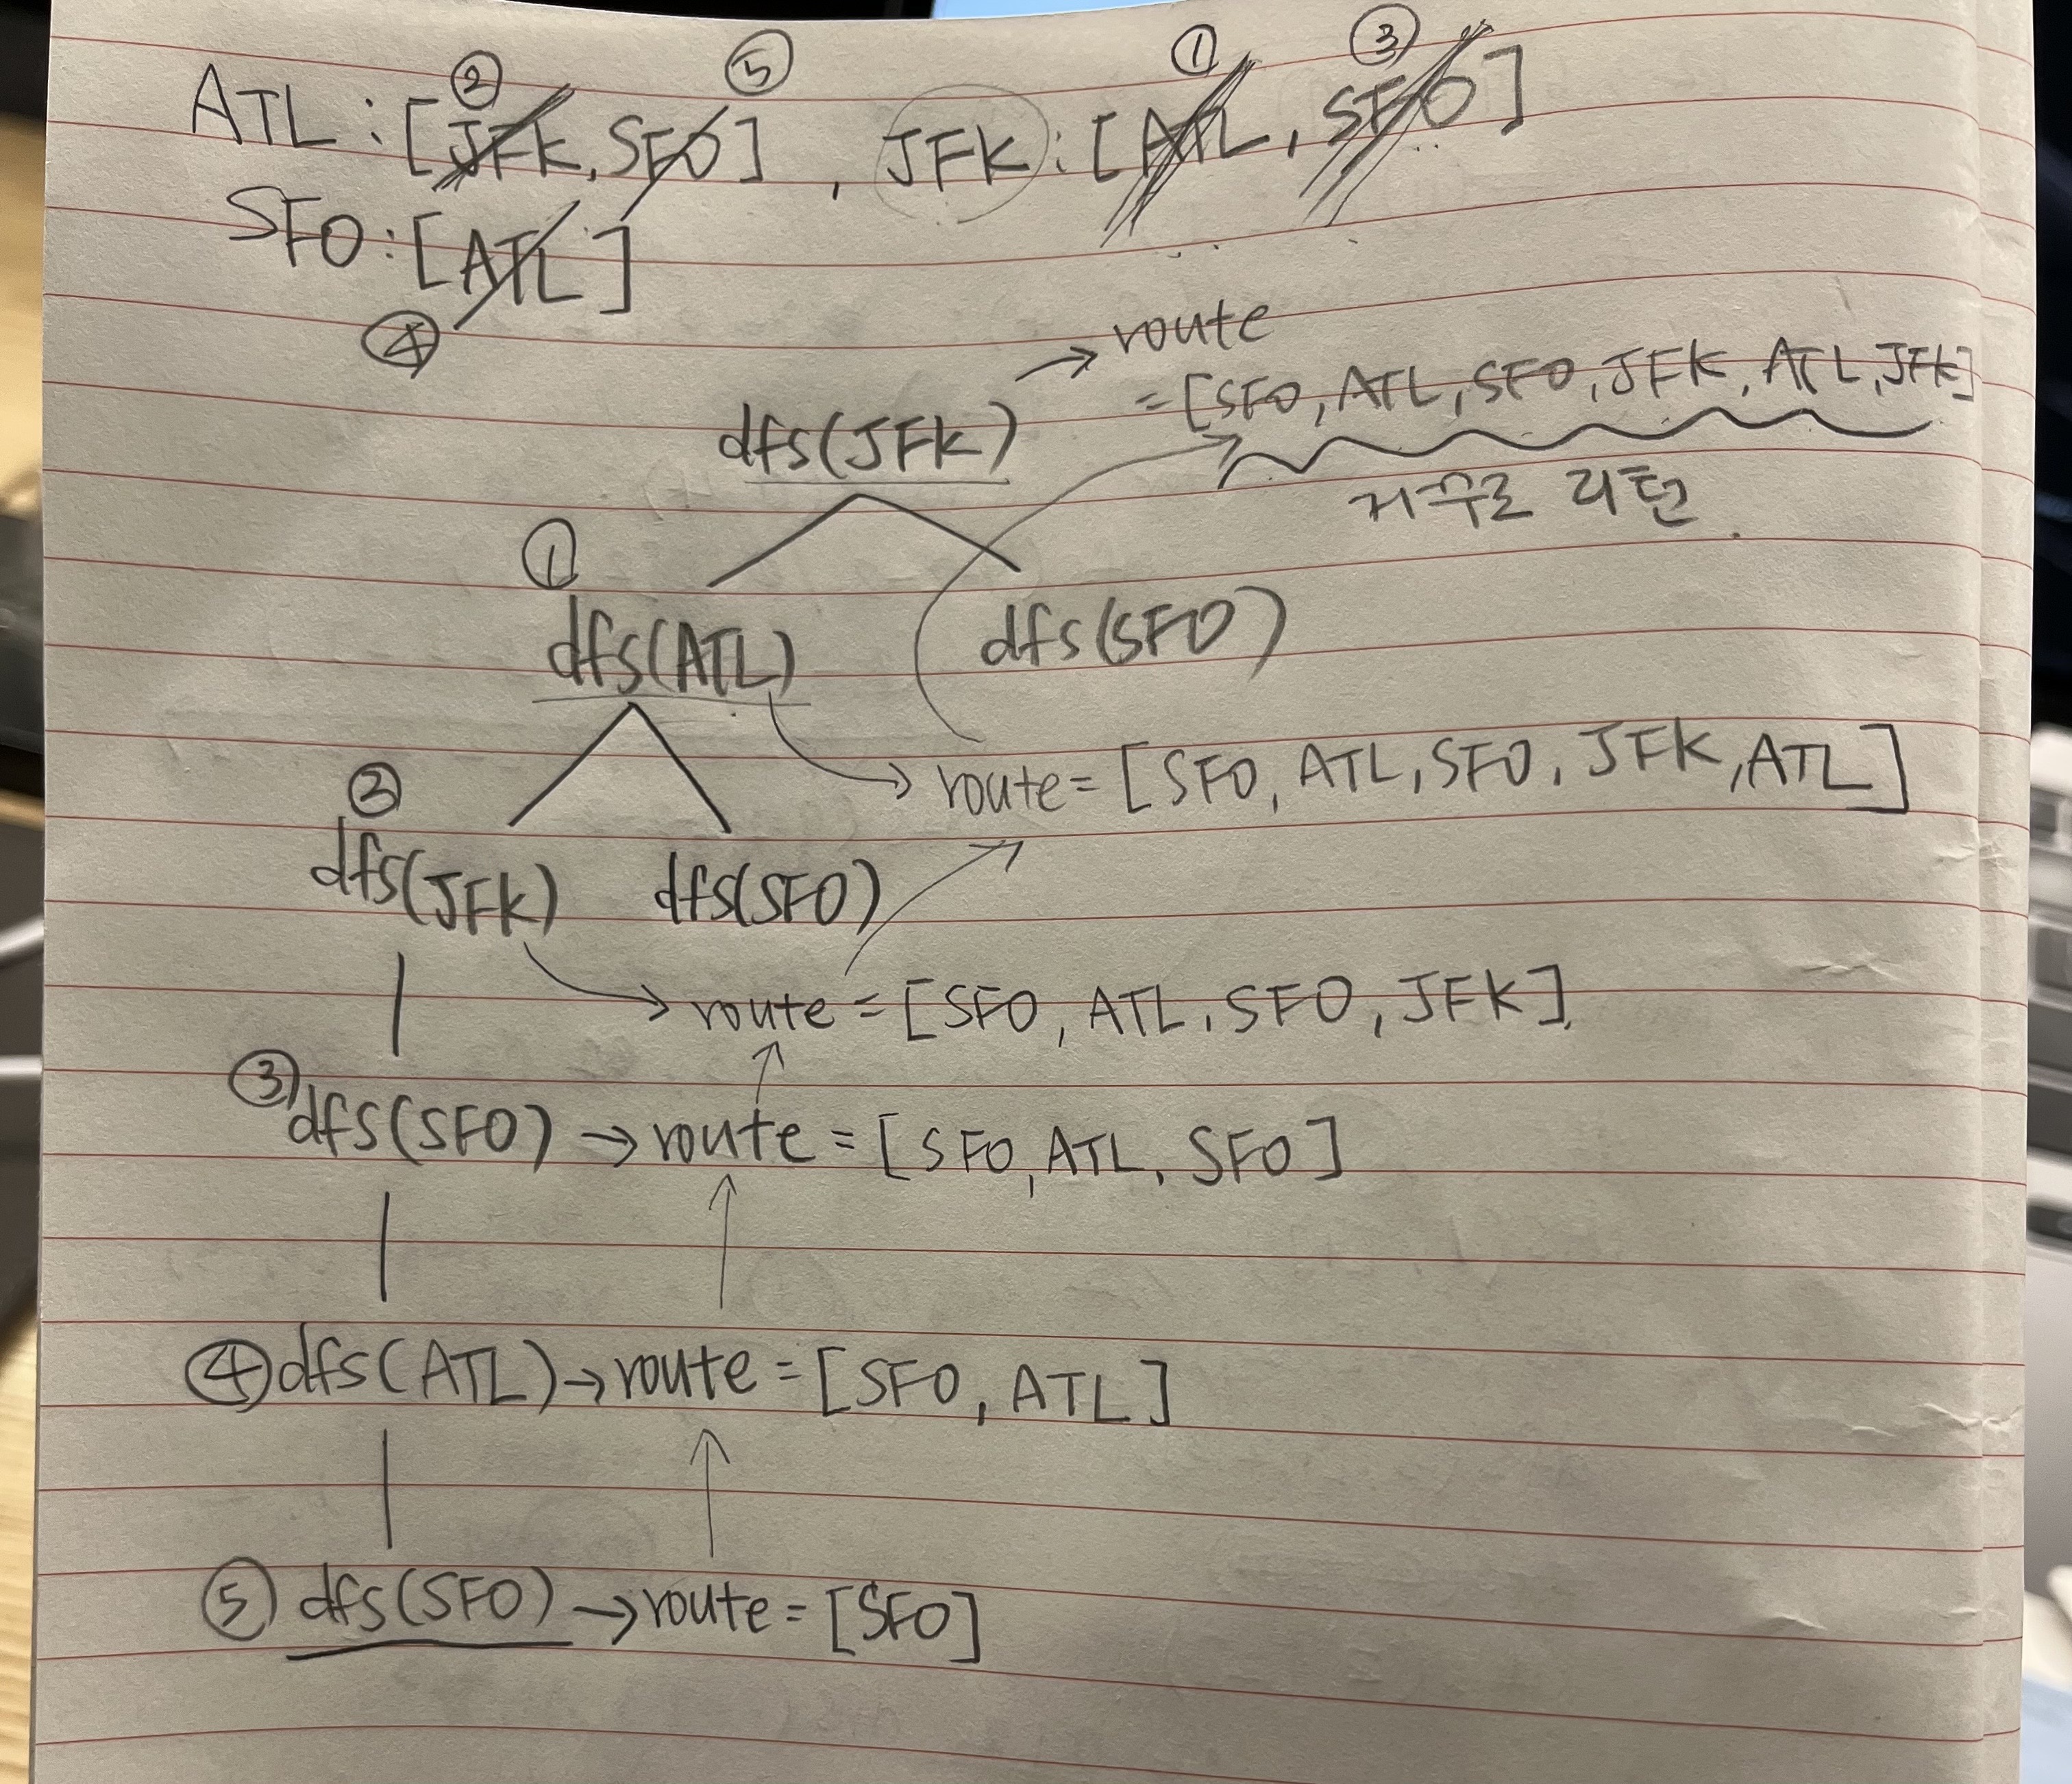 ② ⑤ ① ③
ATL : [JFK, SFO] , JFK : [ATL, SFO]
SFO : [ATL]
④
→ route
= [SFO, ATL, SFO, JFK, ATL, JFK]
dfs(JFK)
거꾸로 리턴
①
dfs(ATL) dfs(SFO)
→ route = [SFO, ATL, SFO, JFK, ATL]
②
dfs(JFK) dfs(SFO)
→ route = [SFO, ATL, SFO, JFK]
③ dfs(SFO) → route = [SFO, ATL, SFO]
④ dfs(ATL) → route = [SFO, ATL]
⑤ dfs(SFO) → route = [SFO]